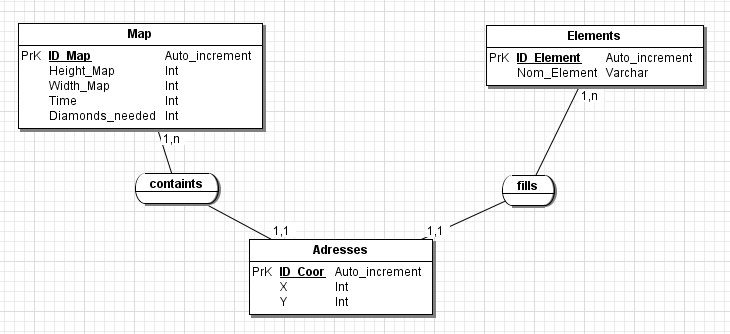 Map
PrK ID_Map Auto_increment
Height_Map Int
Width_Map Int
Time Int
Diamonds_needed Int
Elements
PrK ID_Element Auto_increment
Nom_Element Varchar
1,n
1,n
containts
fills
1,1
1,1
Adresses
PrK ID_Coor Auto_increment
X Int
Y Int